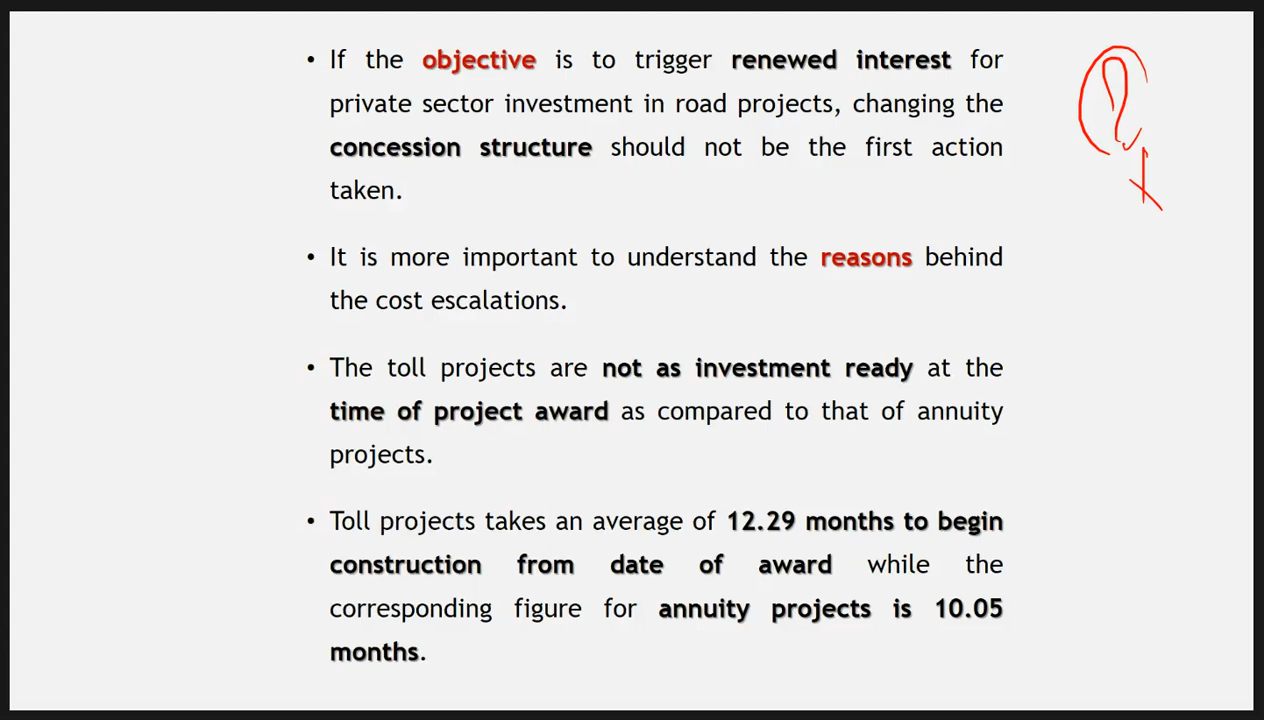 • If the objective is to trigger renewed interest for
private sector investment in road projects, changing the
concession structure should not be the first action
taken.
• It is more important to understand the reasons behind
the cost escalations.
• The toll projects are not as investment ready at the
time of project award as compared to that of annuity
projects.
• Toll projects takes an average of 12.29 months to begin
construction from date of award while the
corresponding figure for annuity projects is 10.05
months.